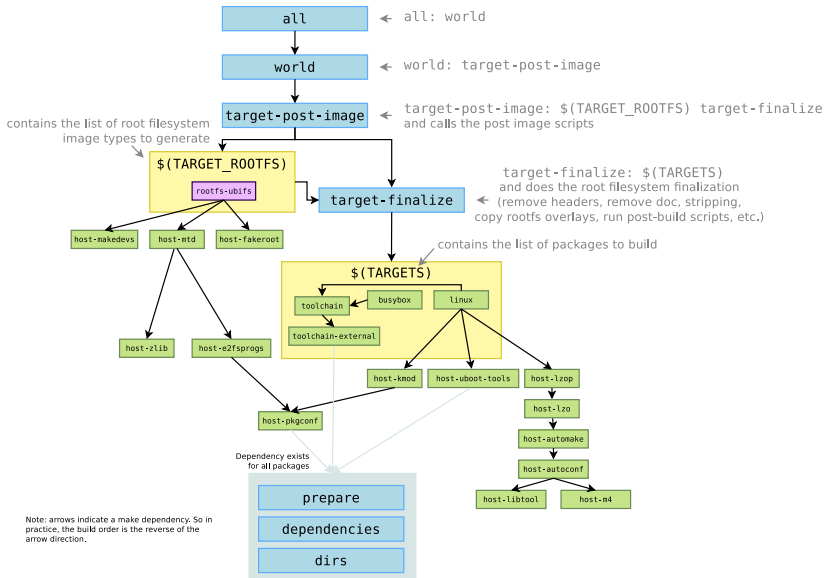 all
all: world
world
world: target-post-image
target-post-image
target-post-image: $(TARGET_ROOTFS) target-finalize
and calls the post image scripts
contains the list of root filesystem
image types to generate
$(TARGET_ROOTFS)
rootfs-ubifs
target-finalize
target-finalize: $(TARGETS)
and does the root filesystem finalization
(remove headers, remove doc, stripping,
copy rootfs overlays, run post-build scripts, etc.)
host-makedevs
host-mtd
host-fakeroot
contains the list of packages to build
$(TARGETS)
toolchain
busybox
linux
toolchain-external
host-zlib
host-e2fsprogs
host-kmod
host-uboot-tools
host-lzop
host-pkgconf
host-lzo
host-automake
host-autoconf
host-libtool
host-m4
Dependency exists
for all packages
prepare
dependencies
dirs
Note: arrows indicate a make dependency. So in
practice, the build order is the reverse of the
arrow direction.